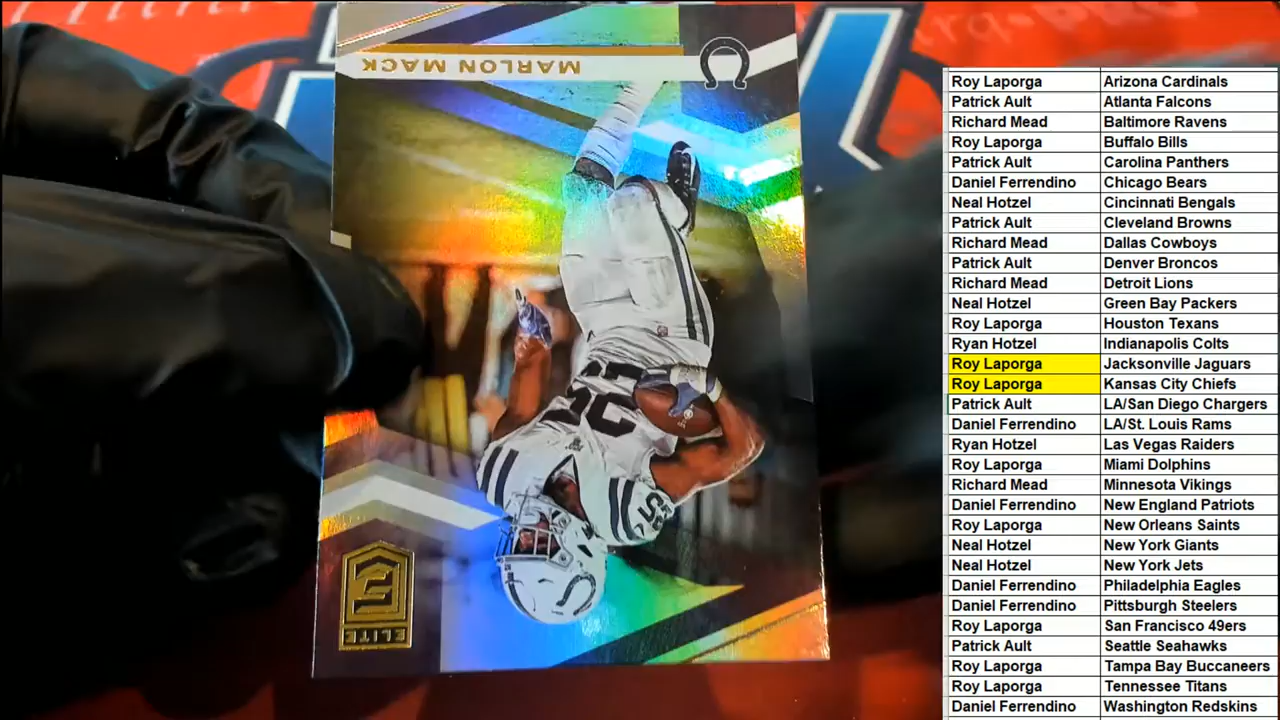 MARLON MACK
25
25
ELITE
Roy Laporga Arizona Cardinals
Patrick Ault Atlanta Falcons
Richard Mead Baltimore Ravens
Roy Laporga Buffalo Bills
Patrick Ault Carolina Panthers
Daniel Ferrendino Chicago Bears
Neal Hotzel Cincinnati Bengals
Patrick Ault Cleveland Browns
Richard Mead Dallas Cowboys
Patrick Ault Denver Broncos
Richard Mead Detroit Lions
Neal Hotzel Green Bay Packers
Roy Laporga Houston Texans
Ryan Hotzel Indianapolis Colts
Roy Laporga Jacksonville Jaguars
Roy Laporga Kansas City Chiefs
Patrick Ault LA/San Diego Chargers
Daniel Ferrendino LA/St. Louis Rams
Ryan Hotzel Las Vegas Raiders
Roy Laporga Miami Dolphins
Richard Mead Minnesota Vikings
Daniel Ferrendino New England Patriots
Roy Laporga New Orleans Saints
Neal Hotzel New York Giants
Neal Hotzel New York Jets
Daniel Ferrendino Philadelphia Eagles
Daniel Ferrendino Pittsburgh Steelers
Roy Laporga San Francisco 49ers
Patrick Ault Seattle Seahawks
Roy Laporga Tampa Bay Buccaneers
Roy Laporga Tennessee Titans
Daniel Ferrendino Washington Redskins